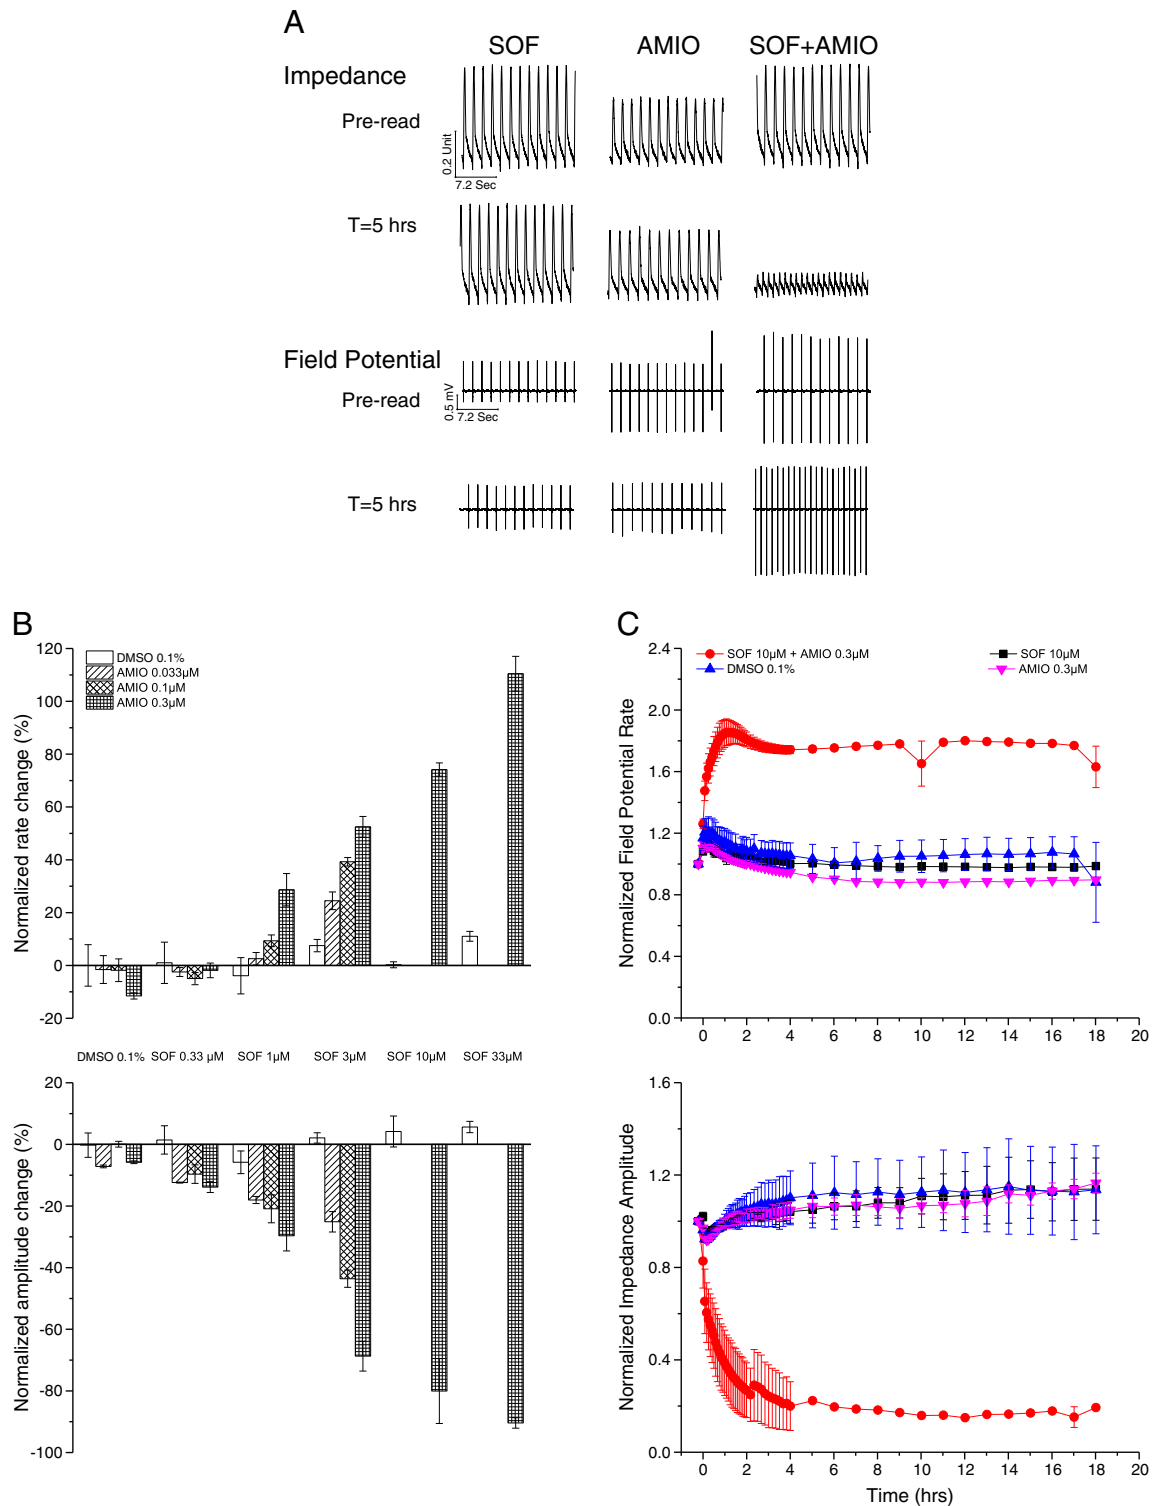 A
SOF AMIO SOF+AMIO
Impedance
Pre-read
0.2 Unit
7.2 Sec
T=5 hrs
Field Potential
Pre-read
0.5 mV
7.2 Sec
T=5 hrs
B
120
100
80
60
40
20
0
-20
Normalized rate change (%)
DMSO 0.1%
AMIO 0.033µM
AMIO 0.1µM
AMIO 0.3µM
DMSO 0.1% SOF 0.33 µM SOF 1µM SOF 3µM SOF 10µM SOF 33µM
20
0
-20
-40
-60
-80
-100
Normalized amplitude change (%)
C
2.4
2.0
1.6
1.2
0.8
0.4
0.0
Normalized Field Potential Rate
SOF 10µM + AMIO 0.3µM SOF 10µM
DMSO 0.1% AMIO 0.3µM
0 2 4 6 8 10 12 14 16 18 20
1.6
1.2
0.8
0.4
0.0
Normalized Impedance Amplitude
0 2 4 6 8 10 12 14 16 18 20
Time (hrs)